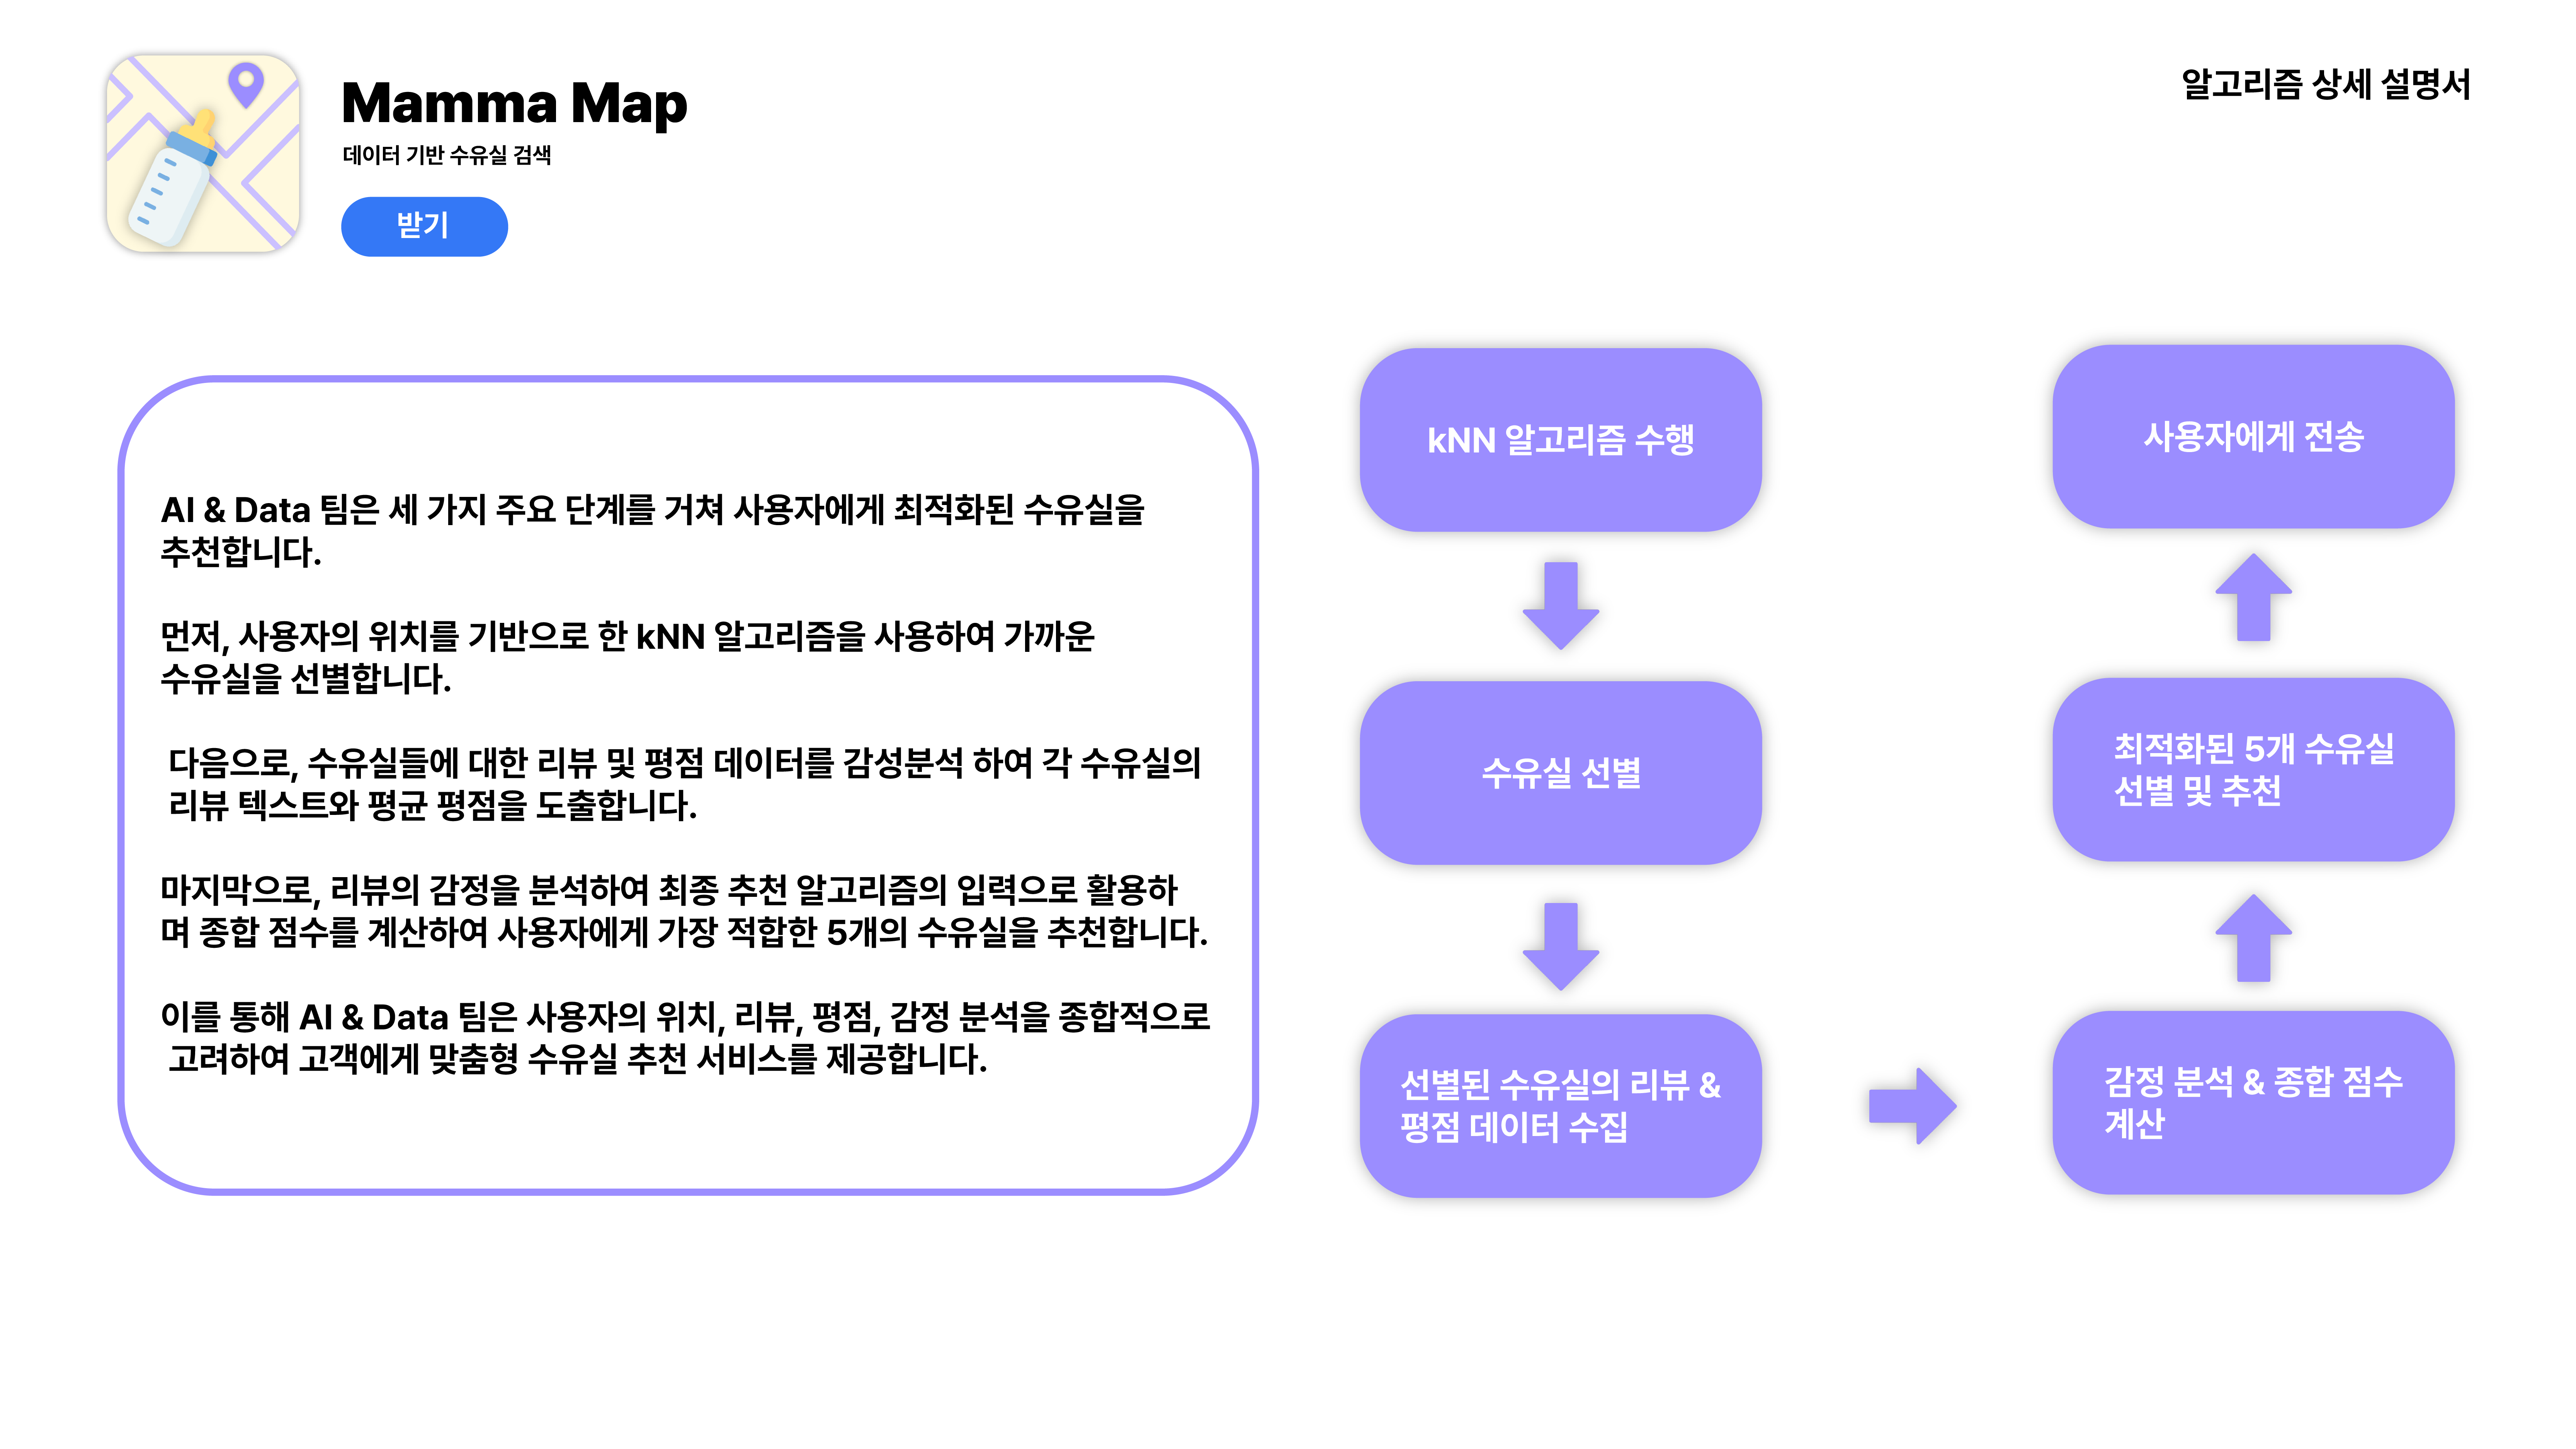 Mamma Map
데이터 기반 수유실 검색
받기
알고리즘 상세 설명서
AI & Data 팀은 세 가지 주요 단계를 거쳐 사용자에게 최적화된 수유실을
추천합니다.
먼저, 사용자의 위치를 기반으로 한 kNN 알고리즘을 사용하여 가까운
수유실을 선별합니다.
다음으로, 수유실들에 대한 리뷰 및 평점 데이터를 감성분석 하여 각 수유실의
리뷰 텍스트와 평균 평점을 도출합니다.
마지막으로, 리뷰의 감정을 분석하여 최종 추천 알고리즘의 입력으로 활용하
며 종합 점수를 계산하여 사용자에게 가장 적합한 5개의 수유실을 추천합니다.
이를 통해 AI & Data 팀은 사용자의 위치, 리뷰, 평점, 감정 분석을 종합적으로
고려하여 고객에게 맞춤형 수유실 추천 서비스를 제공합니다.
kNN 알고리즘 수행
수유실 선별
선별된 수유실의 리뷰 &
평점 데이터 수집
감정 분석 & 종합 점수
계산
최적화된 5개 수유실
선별 및 추천
사용자에게 전송